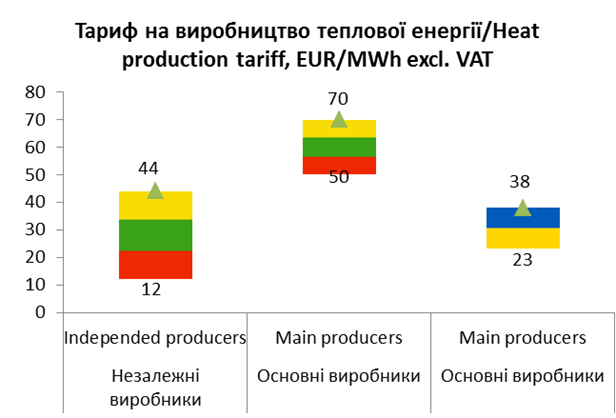 Тариф на виробництво теплової енергії/Heat
production tariff, EUR/MWh excl. VAT
80
70
60
50
40
30
20
10
0
44
12
70
50
38
23
Independed producers
Незалежні
виробники
Main producers
Основні виробники
Main producers
Основні виробники